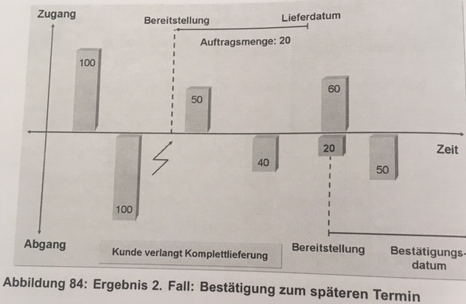 Zugang
Bereitstellung
Lieferdatum
Auftragsmenge: 20
100
50
60
Zeit
20
40
50
100
Abgang
Kunde verlangt Komplettlieferung
Bereitstellung
Bestätigungs-
datum
Abbildung 84: Ergebnis 2. Fall: Bestätigung zum späteren Termin